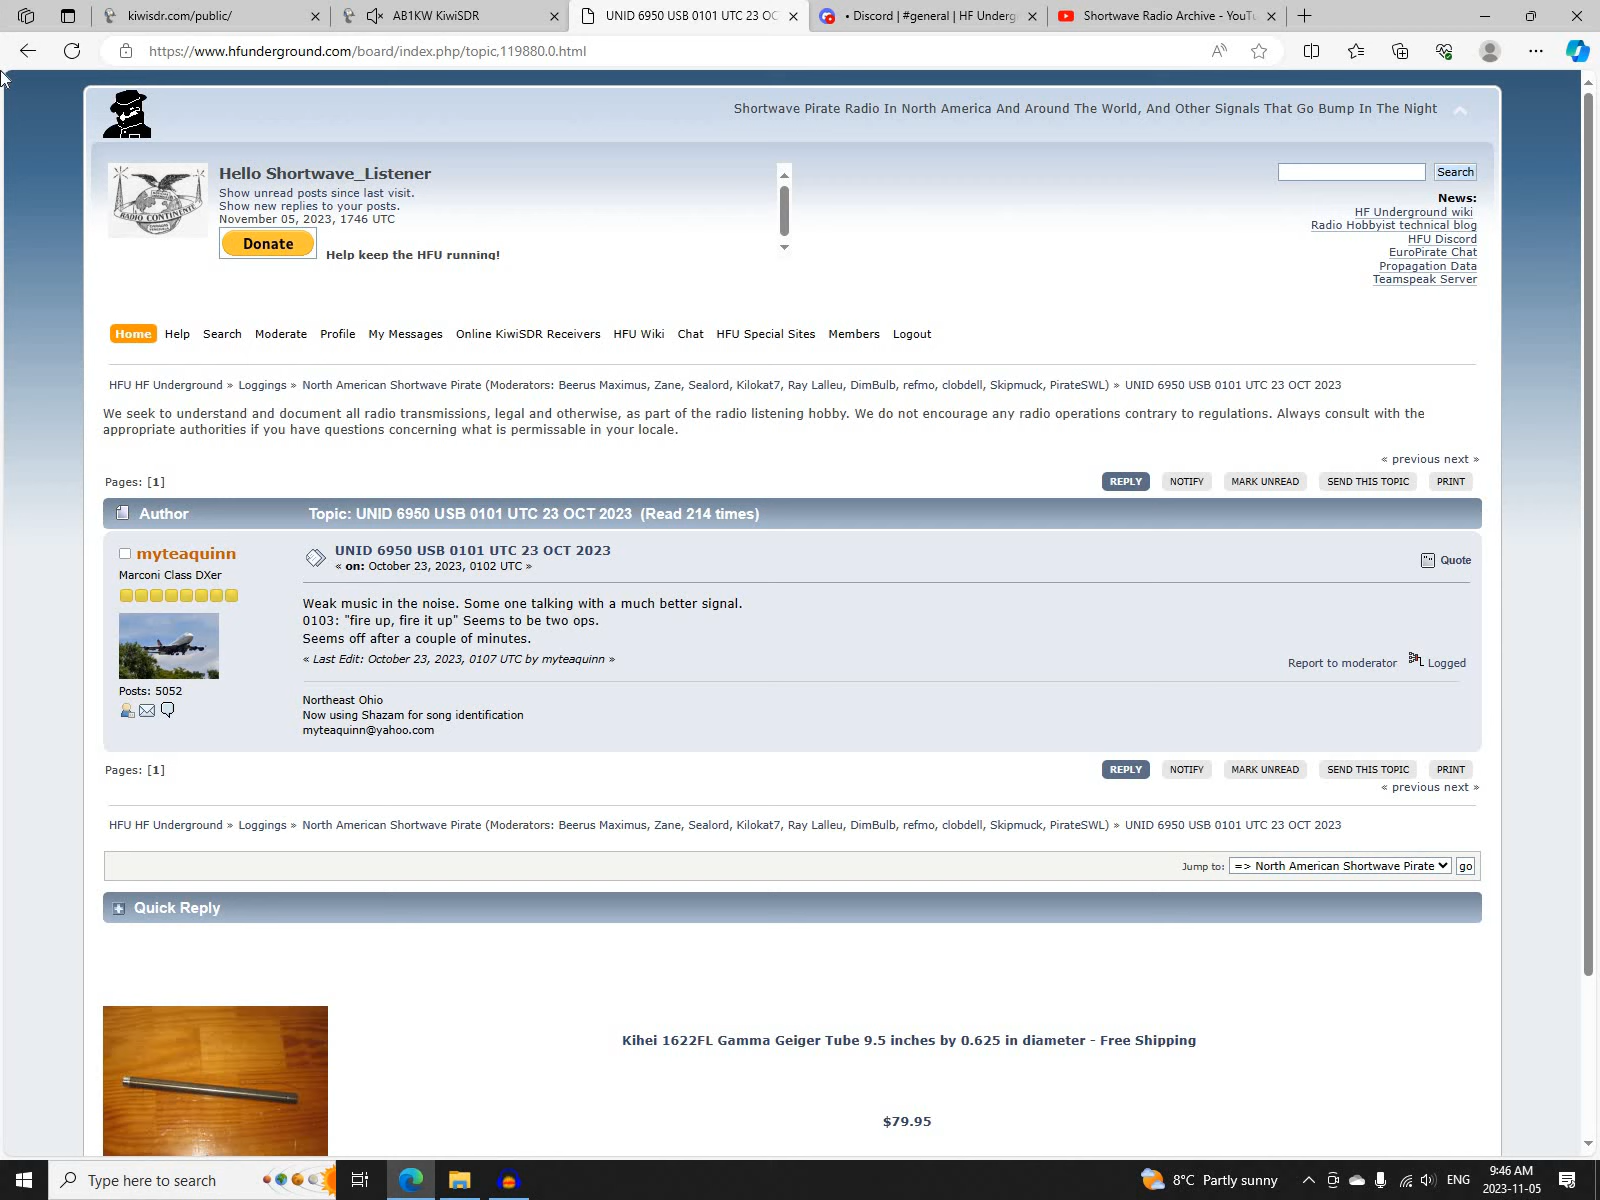 kiwisdr.com/public/
AB1KW KiwiSDR
UNID 6950 USB 0101 UTC 23 OC
• Discord | #general | HF Underg
Shortwave Radio Archive - YouTu
https://www.hfunderground.com/board/index.php/topic,119880.0.html
Shortwave Pirate Radio In North America And Around The World, And Other Signals That Go Bump In The Night
RADIO CONTINENTE
Hello Shortwave_Listener
Show unread posts since last visit.
Show new replies to your posts.
November 05, 2023, 1746 UTC
Donate
Help keep the HFU running!
Search
News:
HF Underground wiki
Radio Hobbyist technical blog
HFU Discord
EuroPirate Chat
Propagation Data
Teamspeak Server
Home Help Search Moderate Profile My Messages Online KiwiSDR Receivers HFU Wiki Chat HFU Special Sites Members Logout
HFU HF Underground » Loggings » North American Shortwave Pirate (Moderators: Beerus Maximus, Zane, Sealord, Kilokat7, Ray Lalleu, DimBulb, refmo, clobdell, Skipmuck, PirateSWL) » UNID 6950 USB 0101 UTC 23 OCT 2023
We seek to understand and document all radio transmissions, legal and otherwise, as part of the radio listening hobby. We do not encourage any radio operations contrary to regulations. Always consult with the
appropriate authorities if you have questions concerning what is permissable in your locale.
« previous next »
Pages: [1]
REPLY NOTIFY MARK UNREAD SEND THIS TOPIC PRINT
Author Topic: UNID 6950 USB 0101 UTC 23 OCT 2023 (Read 214 times)
myteaquinn
Marconi Class DXer
Posts: 5052
UNID 6950 USB 0101 UTC 23 OCT 2023
« on: October 23, 2023, 0102 UTC »
Quote
Weak music in the noise. Some one talking with a much better signal.
0103: "fire up, fire it up" Seems to be two ops.
Seems off after a couple of minutes.
« Last Edit: October 23, 2023, 0107 UTC by myteaquinn »
Report to moderator Logged
Northeast Ohio
Now using Shazam for song identification
myteaquinn@yahoo.com
Pages: [1]
REPLY NOTIFY MARK UNREAD SEND THIS TOPIC PRINT
« previous next »
HFU HF Underground » Loggings » North American Shortwave Pirate (Moderators: Beerus Maximus, Zane, Sealord, Kilokat7, Ray Lalleu, DimBulb, refmo, clobdell, Skipmuck, PirateSWL) » UNID 6950 USB 0101 UTC 23 OCT 2023
Jump to: => North American Shortwave Pirate go
Quick Reply
Kihei 1622FL Gamma Geiger Tube 9.5 inches by 0.625 in diameter - Free Shipping
$79.95
Type here to search
8°C Partly sunny
ENG
9:46 AM
2023-11-05